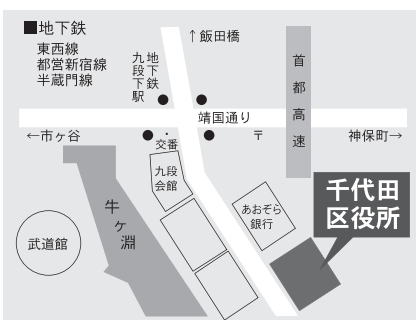 ■地下鉄
東西線
都営新宿線
半蔵門線
↑飯田橋
地下鉄
九段下駅
首都高速
靖国通り
←市ヶ谷
交番
〒
神保町→
九段
会館
牛ヶ淵
あおぞら
銀行
千代田
区役所
武道館